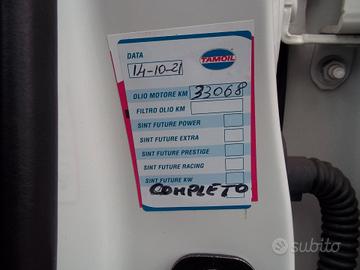 DATA
TAMOIL
14-10-21
OLIO MOTORE KM 33068
FILTRO OLIO KM
SINT FUTURE POWER
SINT FUTURE EXTRA
SINT FUTURE PRESTIGE
SINT FUTURE RACING
SINT FUTURE KW
COMPLETO
subito